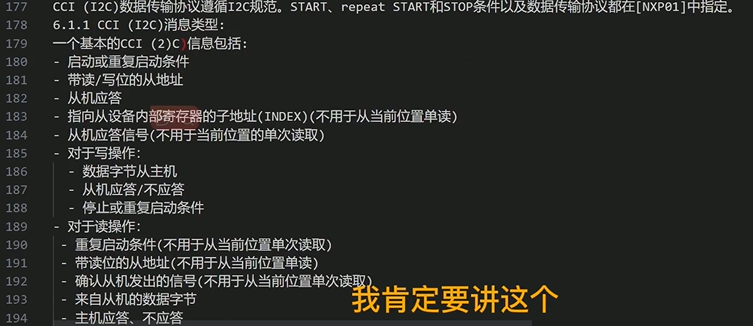 177 CCI (I2C)数据传输协议遵循I2C规范。START、repeat START和STOP条件以及数据传输协议都在[NXP01]中指定。
178 6.1.1 CCI (I2C)消息类型:
179 一个基本的CCI (2)C)信息包括:
180 - 启动或重复启动条件
181 - 带读/写位的从地址
182 - 从机应答
183 - 指向从设备内部寄存器的子地址(INDEX)(不用于从当前位置单读)
184 - 从机应答信号(不用于当前位置的单次读取)
185 - 对于写操作:
186 - 数据字节从主机
187 - 从机应答/不应答
188 - 停止或重复启动条件
189 - 对于读操作:
190 - 重复启动条件(不用于从当前位置单次读取)
191 - 带读位的从地址(不用于从当前位置单读)
192 - 确认从机发出的信号(不用于从当前位置单次读取)
193 - 来自从机的数据字节
194 - 主机应答、不应答
我肯定要讲这个